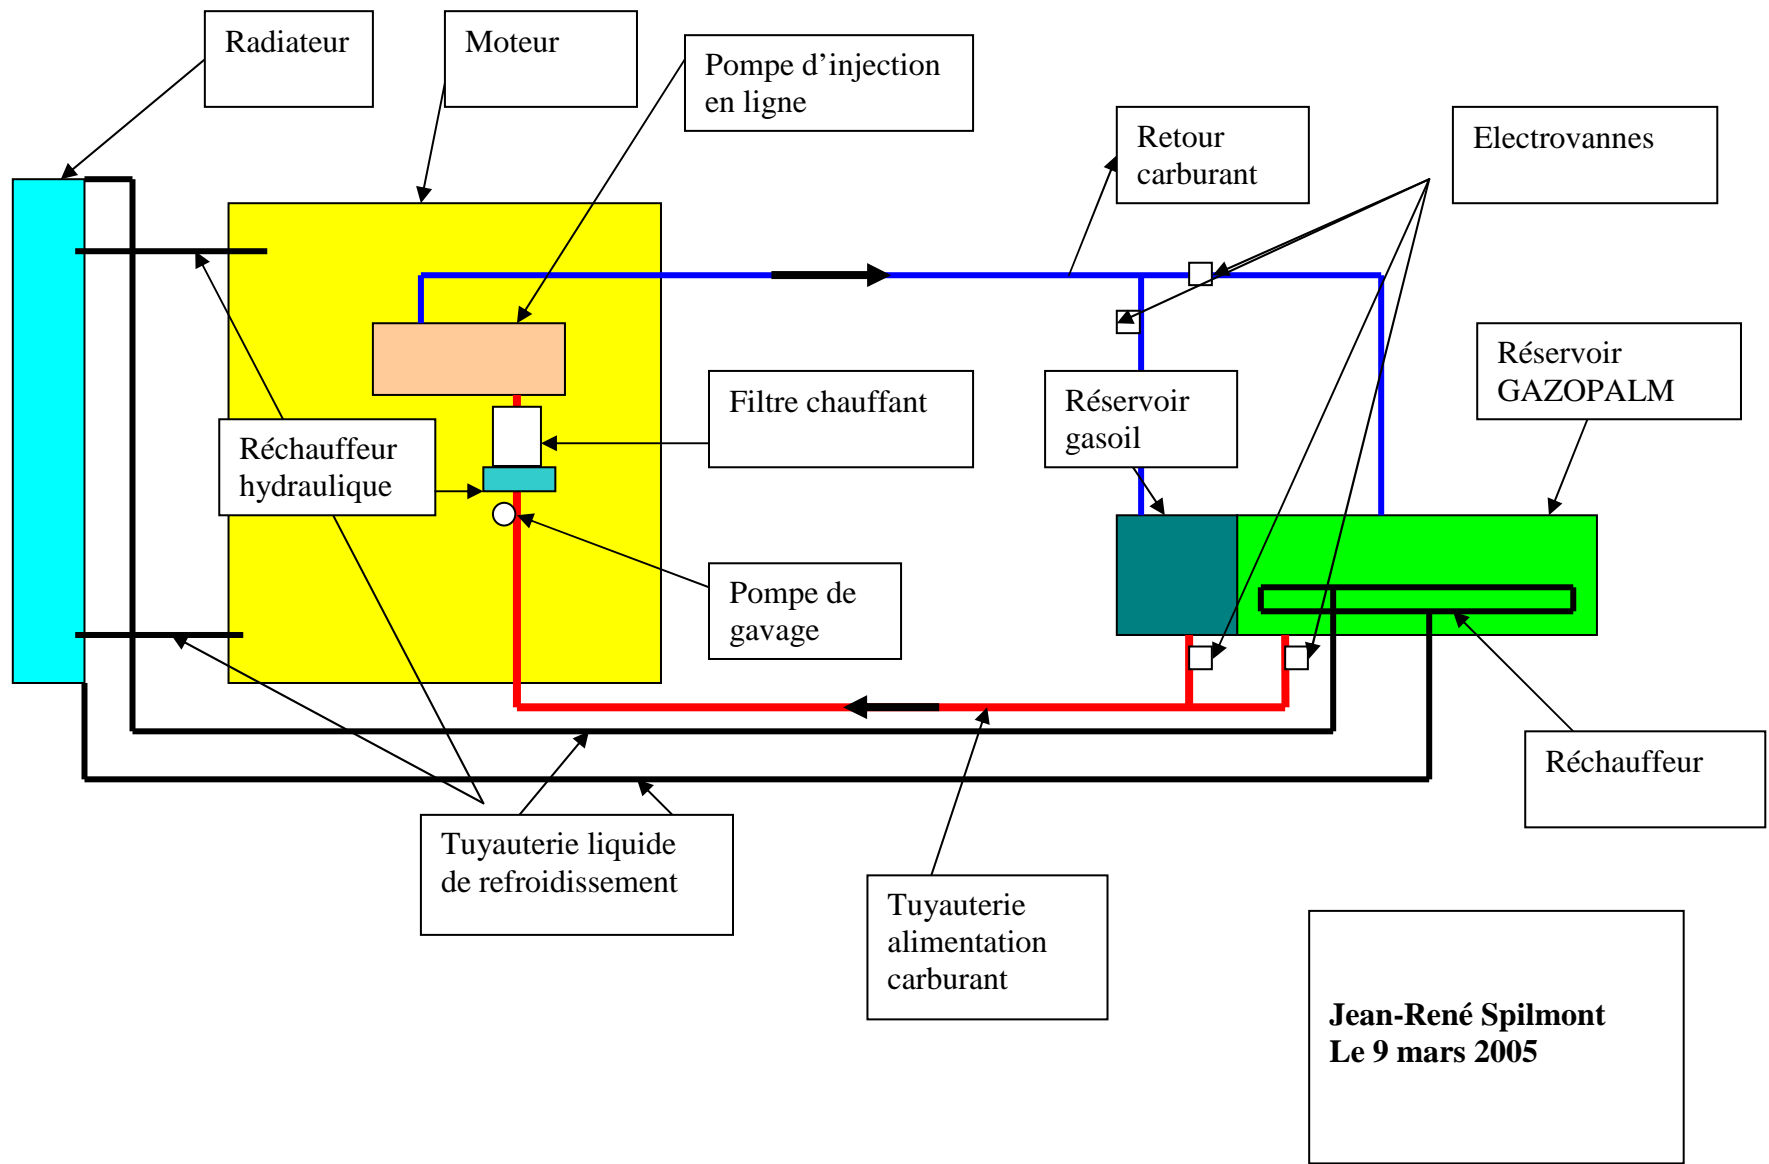 Radiateur
Moteur
Pompe d’injection
en ligne
Retour
carburant
Electrovannes
Réservoir
GAZOPALM
Filtre chauffant
Réservoir
gasoil
Réchauffeur
hydraulique
Pompe de
gavage
Réchauffeur
Tuyauterie liquide
de refroidissement
Tuyauterie
alimentation
carburant
Jean-René Spilmont
Le 9 mars 2005